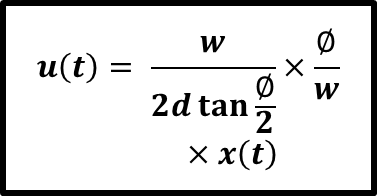 u(t) = w / (2d tan ∅/2) × ∅/w
× x(t)